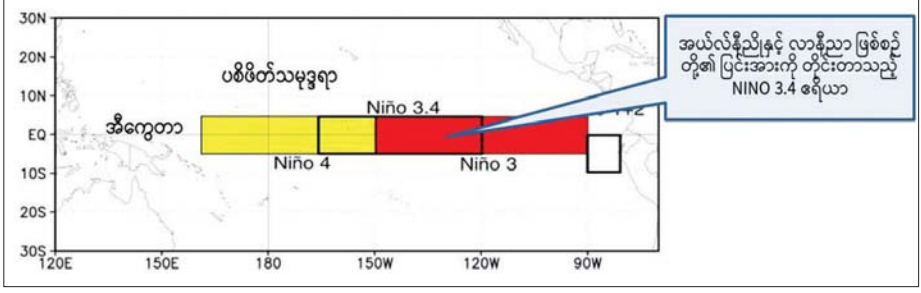 30N
20N
10N
EQ
10S
20S
30S
120E 150E 180 150W 120W 90W
ပစိဖိတ်သမုဒ္ဒရာ
အီကွေတာ
Niño 3.4
Niño 4
Niño 3
အယ်လ်နီညိုနှင့် လာနီညာ ဖြစ်စဉ်
တို့၏ ပြင်းအားကို တိုင်းတာသည့်
NINO 3.4 ဧရိယာ